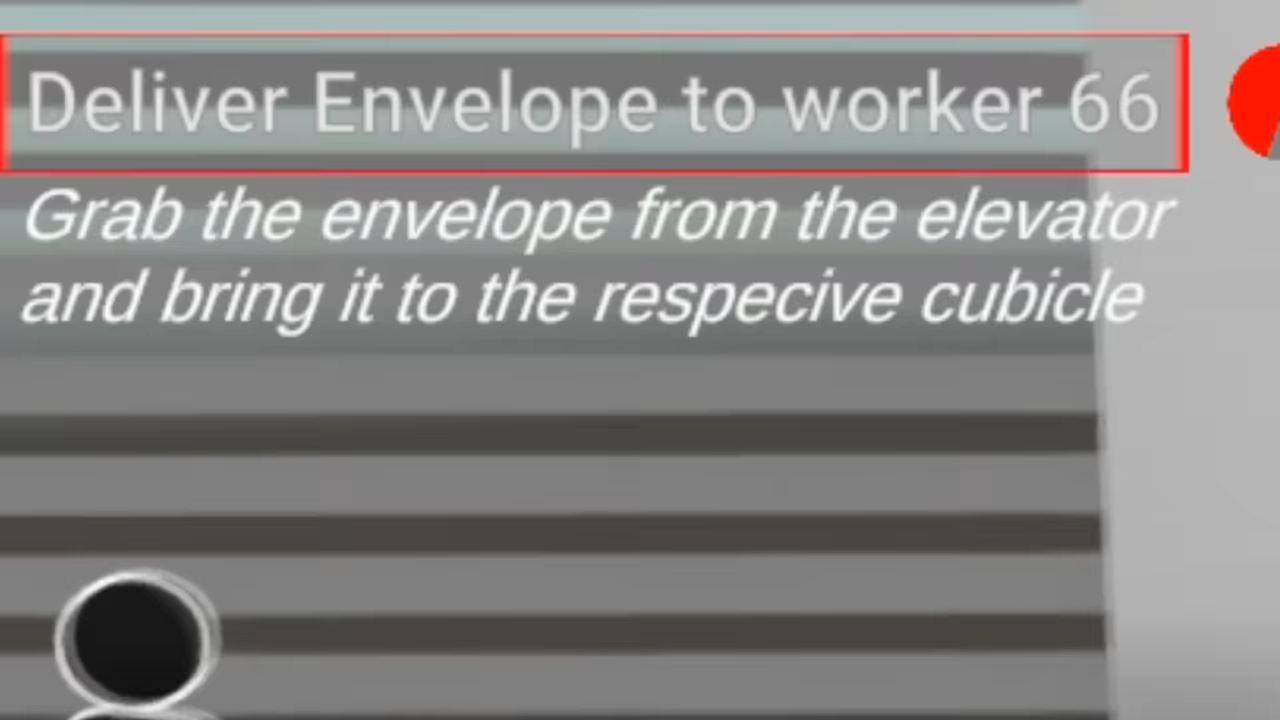 Deliver Envelope to worker 66
Grab the envelope from the elevator
and bring it to the respecive cubicle